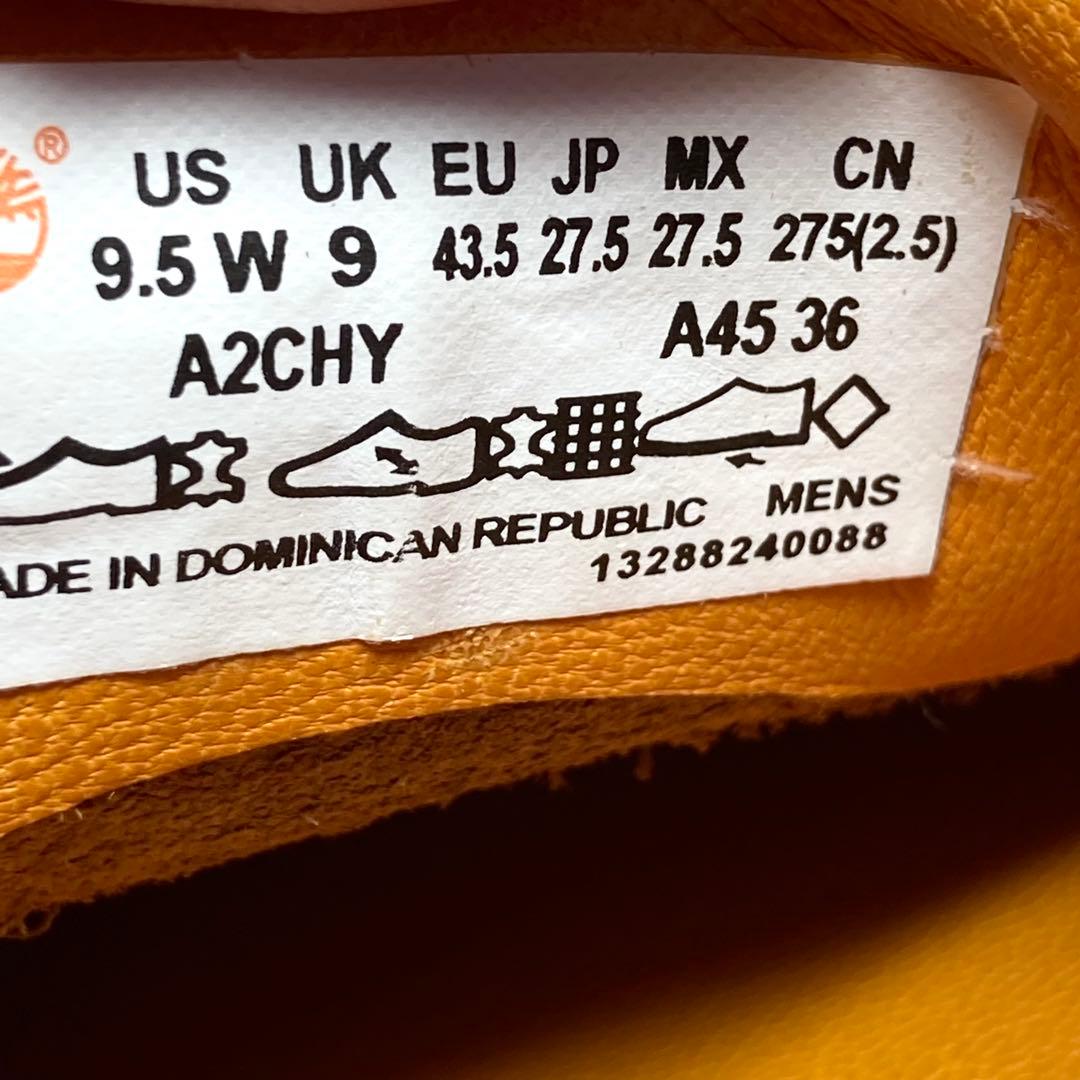 ®
US UK EU JP MX CN
9.5 W 9 43.5 27.5 27.5 275(2.5)
A2CHY A45 36
ADE IN DOMINICAN REPUBLIC MENS
13288240088